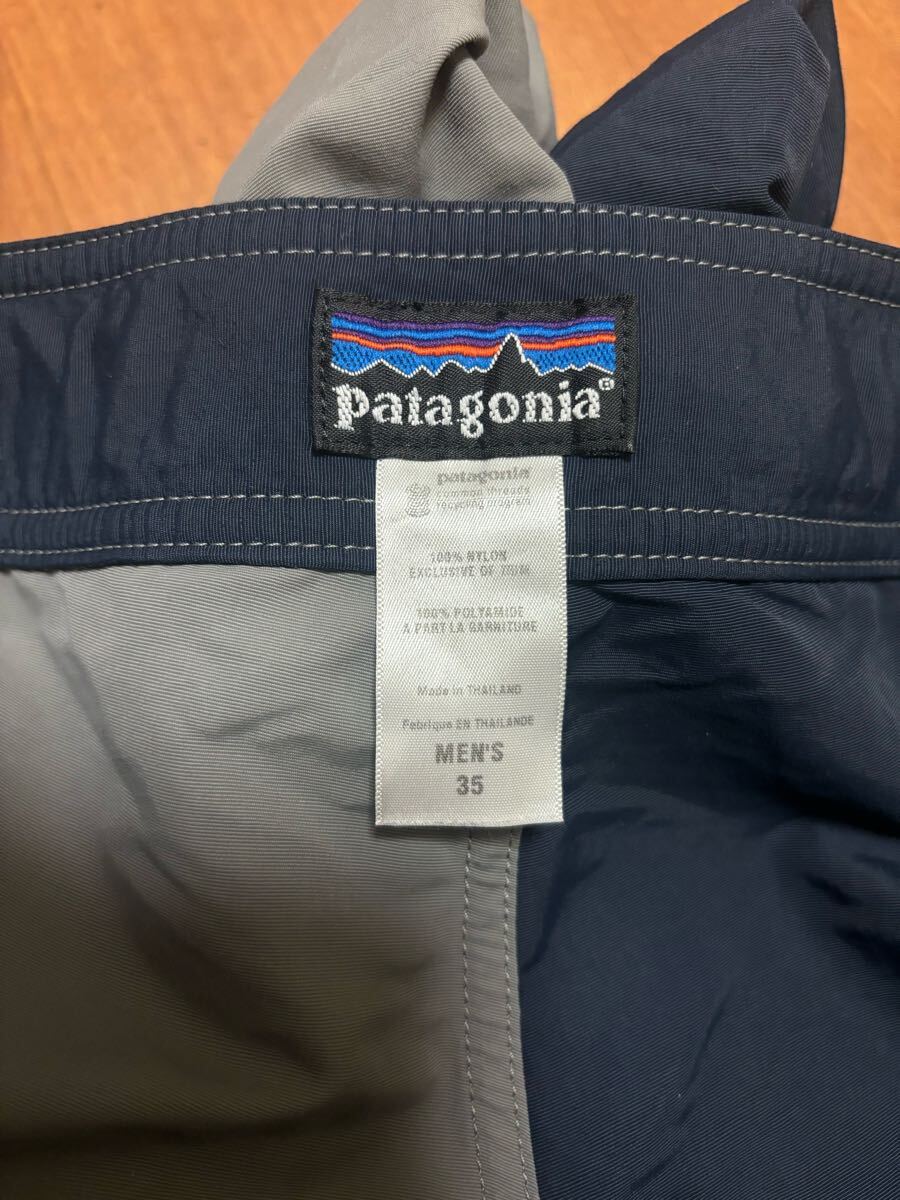 patagonia®
patagonia
common threads
recycling program
100% NYLON
EXCLUSIVE OF TRIM
100% POLYAMIDE
A PART LA GARNITURE
Made in THAILAND
Fabriqué EN THAILANDE
MEN'S
35